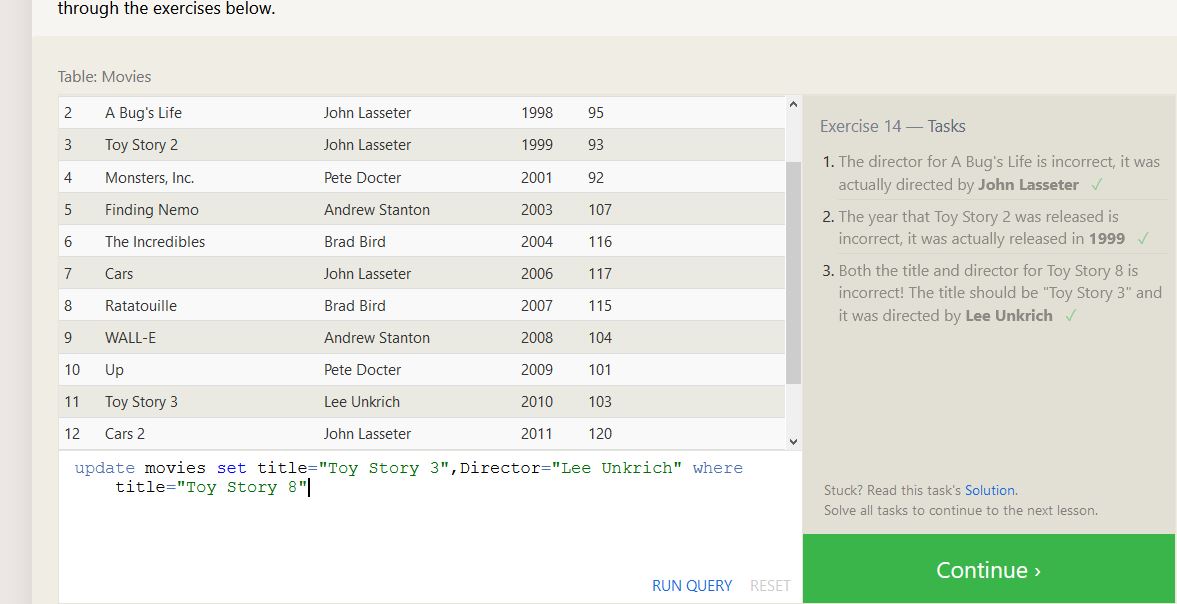 through the exercises below.
Table: Movies
2 A Bug's Life John Lasseter 1998 95
3 Toy Story 2 John Lasseter 1999 93
4 Monsters, Inc. Pete Docter 2001 92
5 Finding Nemo Andrew Stanton 2003 107
6 The Incredibles Brad Bird 2004 116
7 Cars John Lasseter 2006 117
8 Ratatouille Brad Bird 2007 115
9 WALL-E Andrew Stanton 2008 104
10 Up Pete Docter 2009 101
11 Toy Story 3 Lee Unkrich 2010 103
12 Cars 2 John Lasseter 2011 120
update movies set title="Toy Story 3",Director="Lee Unkrich" where
title="Toy Story 8"
RUN QUERY RESET
Exercise 14 — Tasks
1. The director for A Bug's Life is incorrect, it was
actually directed by John Lasseter ✓
2. The year that Toy Story 2 was released is
incorrect, it was actually released in 1999 ✓
3. Both the title and director for Toy Story 8 is
incorrect! The title should be "Toy Story 3" and
it was directed by Lee Unkrich ✓
Stuck? Read this task's Solution.
Solve all tasks to continue to the next lesson.
Continue ›